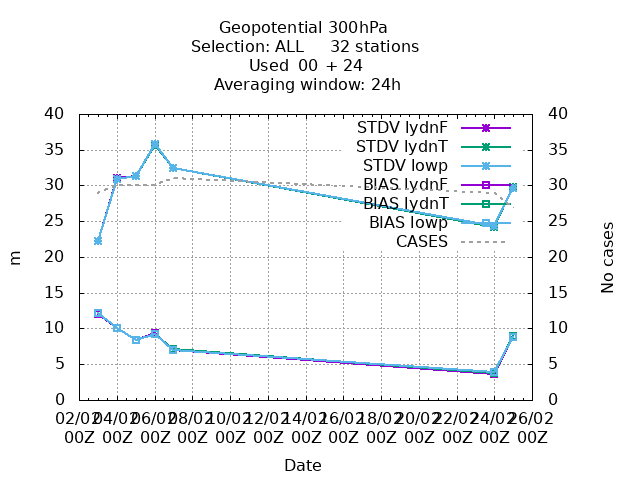 Geopotential 300hPa
Selection: ALL 32 stations
Used 00 + 24
Averaging window: 24h
40 40
35 35
30 30
25 25
20 20
15 15
10 10
5 5
0 0
m
No cases
STDV lydnF
STDV lydnT
STDV lowp
BIAS lydnF
BIAS lydnT
BIAS lowp
CASES
02/02 04/02 06/02 08/02 10/02 12/02 14/02 16/02 18/02 20/02 22/02 24/02 26/02
00Z 00Z 00Z 00Z 00Z 00Z 00Z 00Z 00Z 00Z 00Z 00Z 00Z
Date